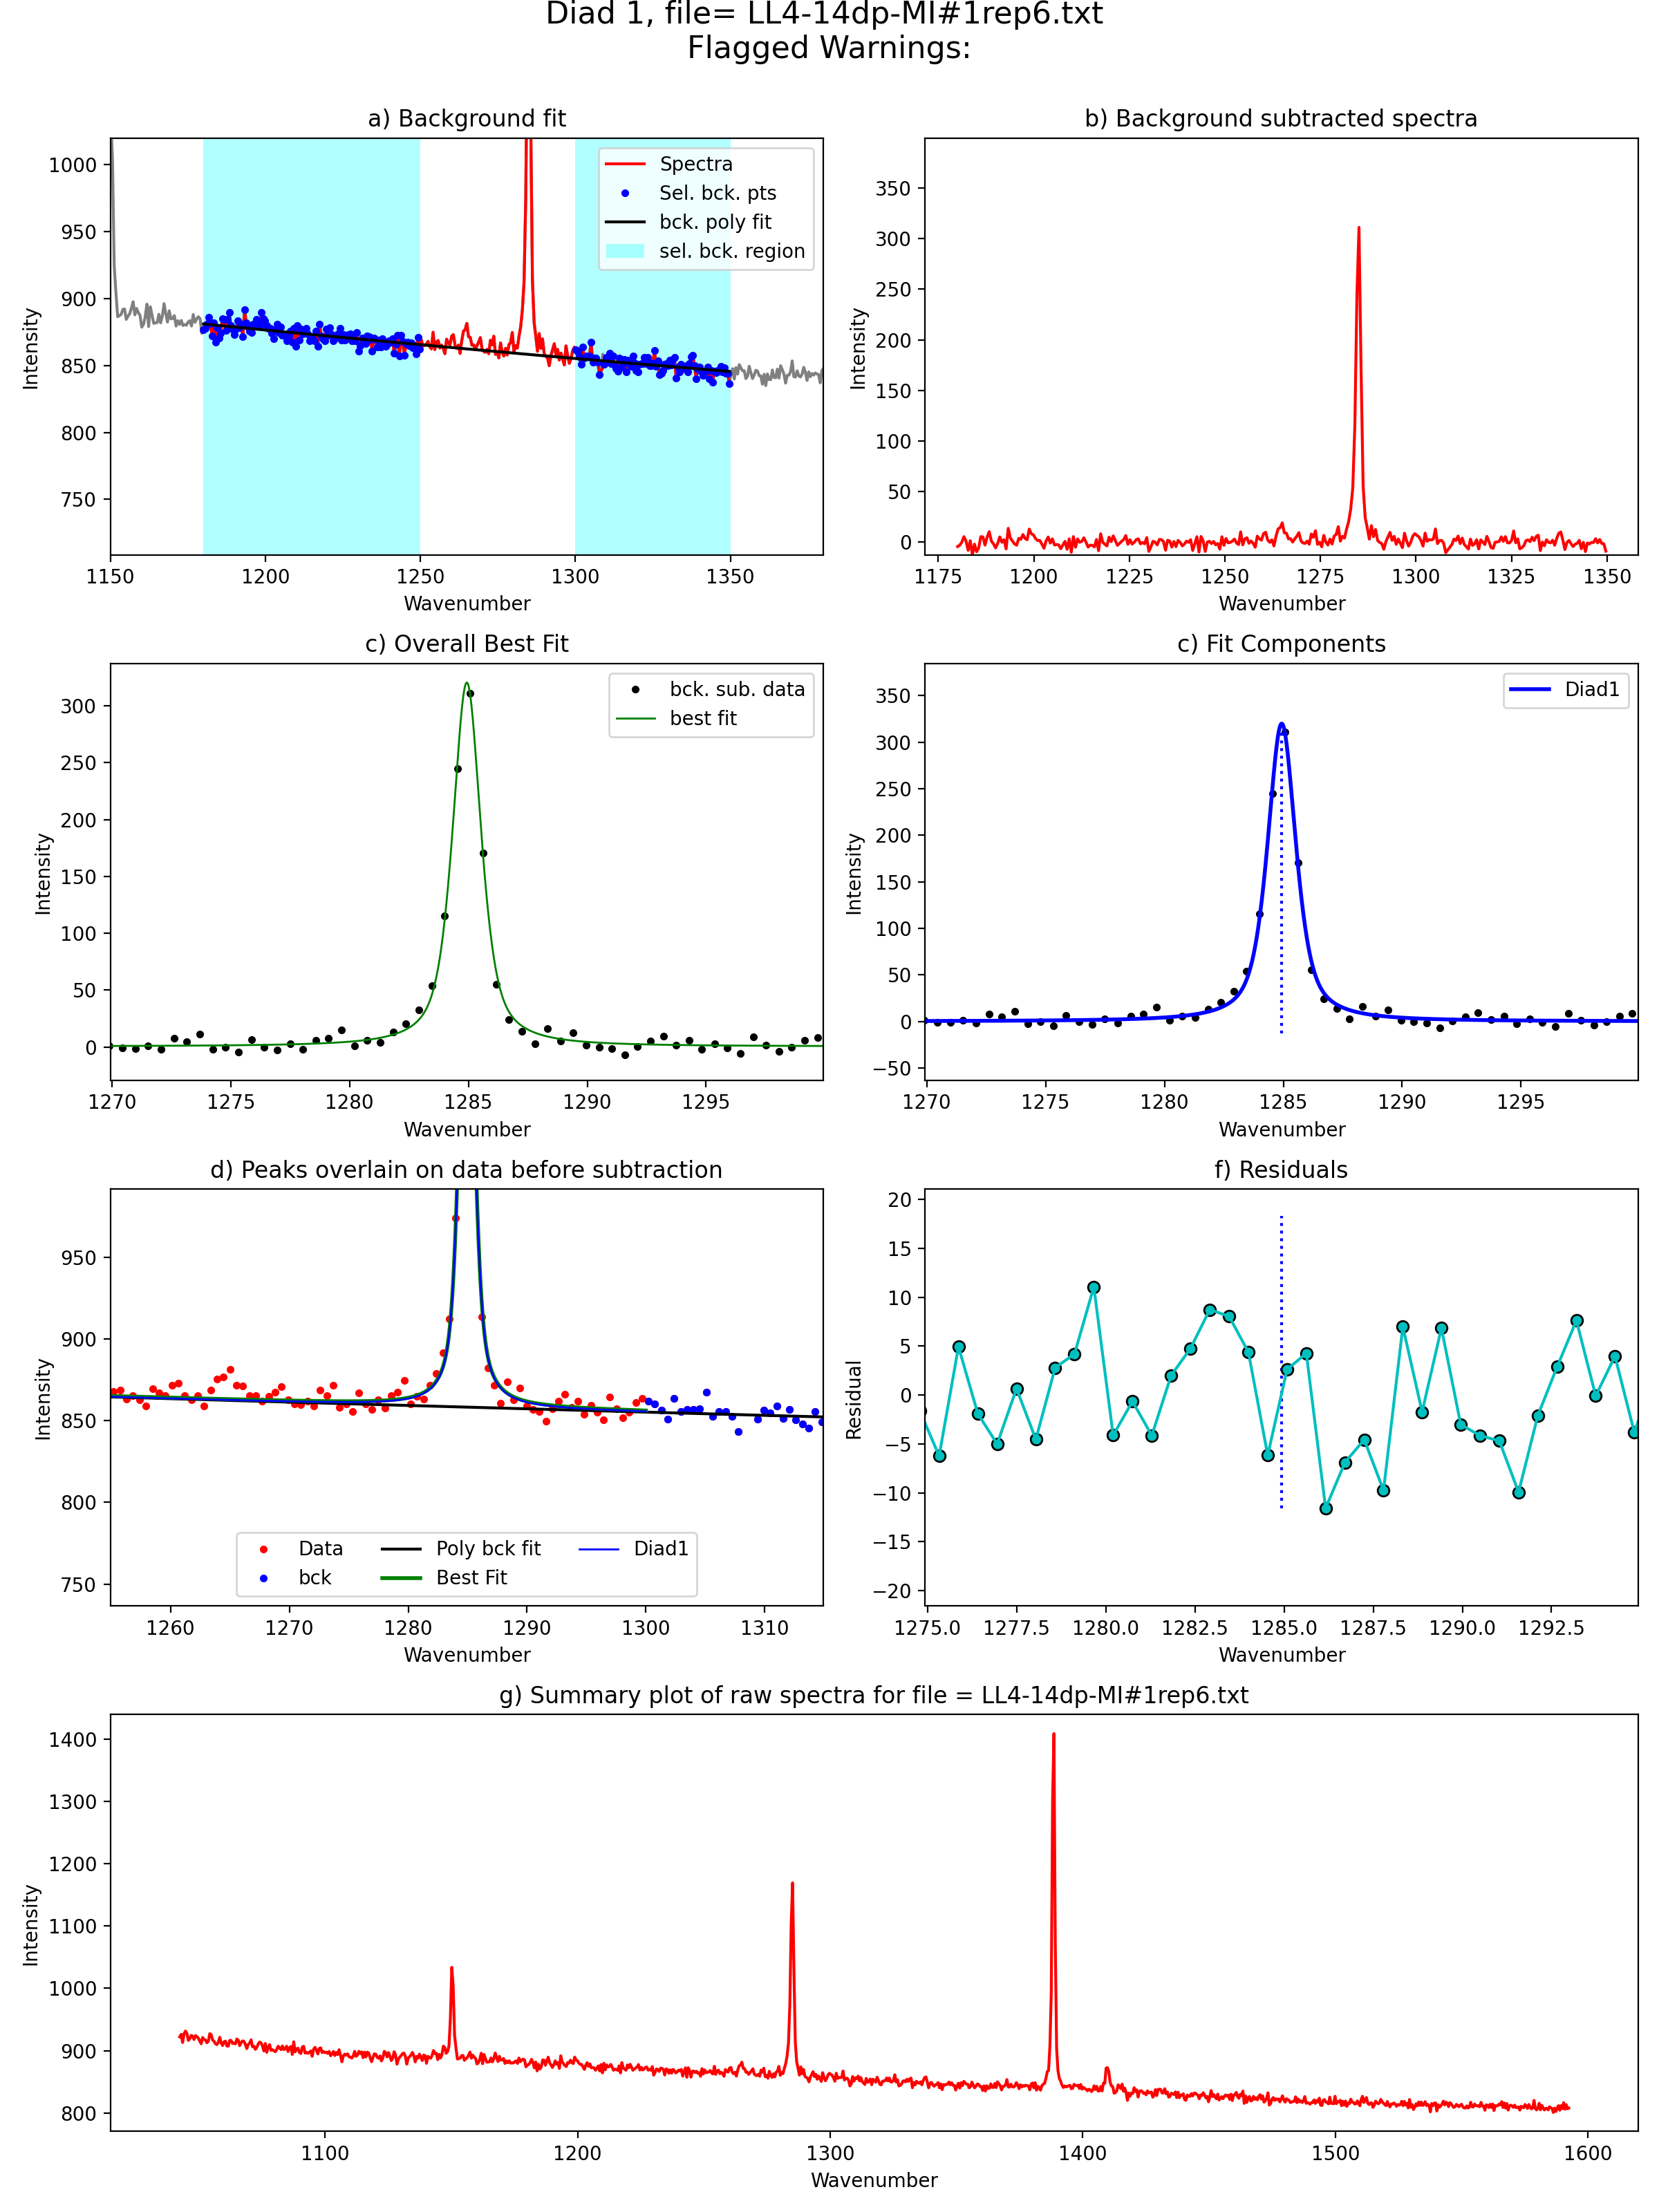 Diad 1, file= LL4-14dp-MI#1rep6.txt
Flagged Warnings:
a) Background fit
Intensity
1000
950
900
850
800
750
Spectra
Sel. bck. pts
bck. poly fit
sel. bck. region
1150 1200 1250 1300 1350
Wavenumber
b) Background subtracted spectra
Intensity
350
300
250
200
150
100
50
0
1175 1200 1225 1250 1275 1300 1325 1350
Wavenumber
c) Overall Best Fit
Intensity
300
250
200
150
100
50
0
bck. sub. data
best fit
1270 1275 1280 1285 1290 1295
Wavenumber
c) Fit Components
Intensity
350
300
250
200
150
100
50
0
−50
Diad1
1270 1275 1280 1285 1290 1295
Wavenumber
d) Peaks overlain on data before subtraction
Intensity
950
900
850
800
750
Data
bck
Poly bck fit
Best Fit
Diad1
1260 1270 1280 1290 1300 1310
Wavenumber
f) Residuals
Residual
20
15
10
5
0
−5
−10
−15
−20
1275.0 1277.5 1280.0 1282.5 1285.0 1287.5 1290.0 1292.5
Wavenumber
g) Summary plot of raw spectra for file = LL4-14dp-MI#1rep6.txt
Intensity
1400
1300
1200
1100
1000
900
800
1100 1200 1300 1400 1500 1600
Wavenumber